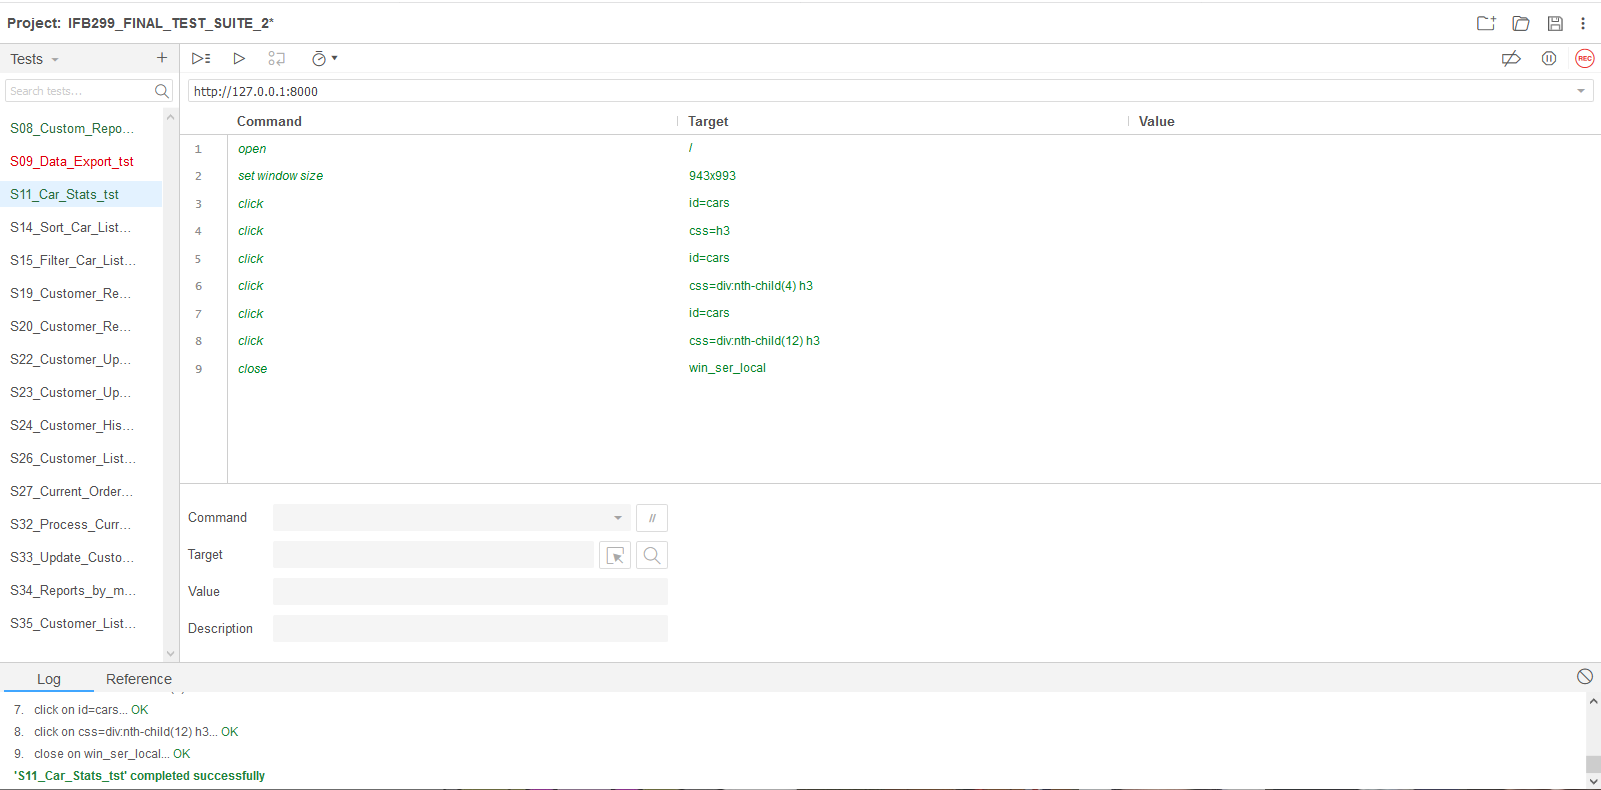 Project: IFB299_FINAL_TEST_SUITE_2*
Tests
Search tests...
http://127.0.0.1:8000
REC
S08_Custom_Repo...
S09_Data_Export_tst
S11_Car_Stats_tst
S14_Sort_Car_List...
S15_Filter_Car_List...
S19_Customer_Re...
S20_Customer_Re...
S22_Customer_Up...
S23_Customer_Up...
S24_Customer_His...
S26_Customer_List...
S27_Current_Order...
S32_Process_Curr...
S33_Update_Custo...
S34_Reports_by_m...
S35_Customer_List...
Command Target Value
1 open /
2 set window size 943x993
3 click id=cars
4 click css=h3
5 click id=cars
6 click css=div:nth-child(4) h3
7 click id=cars
8 click css=div:nth-child(12) h3
9 close win_ser_local
Command //
Target
Value
Description
Log Reference
7. click on id=cars... OK
8. click on css=div:nth-child(12) h3... OK
9. close on win_ser_local... OK
'S11_Car_Stats_tst' completed successfully